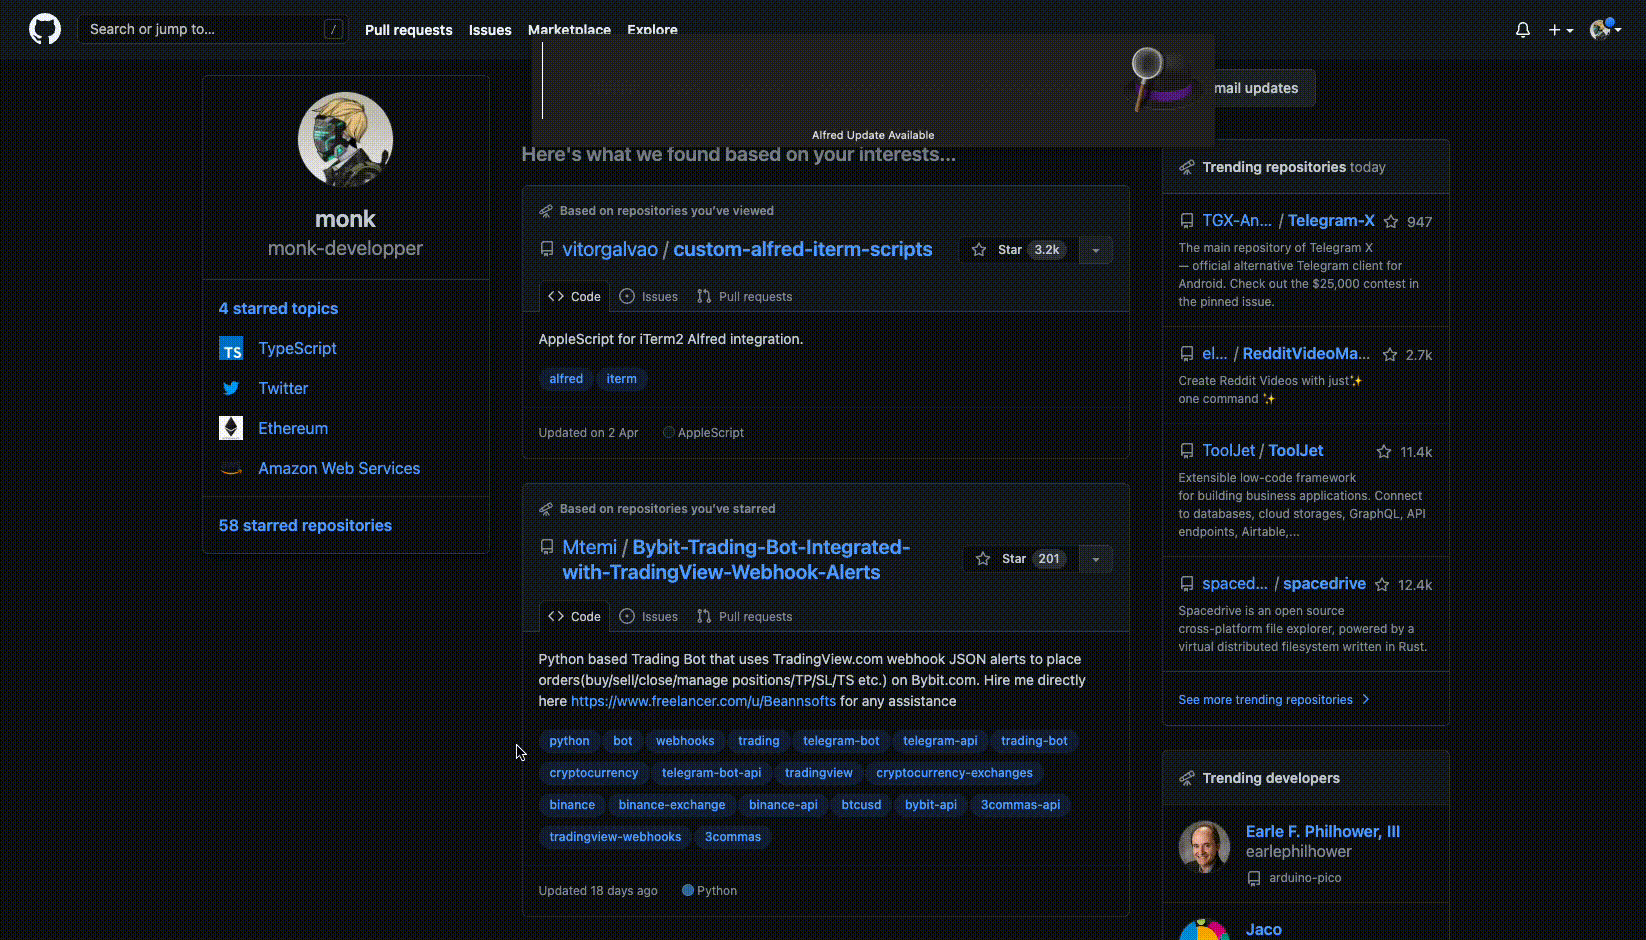 Search or jump to...
/
Pull requests
Issues
Marketplace
Explore
Alfred Update Available
mail updates
monk
monk-developper
4 starred topics
TS
TypeScript
Twitter
Ethereum
Amazon Web Services
58 starred repositories
Here's what we found based on your interests...
Based on repositories you've viewed
vitorgalvao / custom-alfred-iterm-scripts
Star 3.2k
Code
Issues
Pull requests
AppleScript for iTerm2 Alfred integration.
alfred
iterm
Updated on 2 Apr
AppleScript
Based on repositories you've starred
Mtemi / Bybit-Trading-Bot-Integrated-
with-TradingView-Webhook-Alerts
Star 201
Code
Issues
Pull requests
Python based Trading Bot that uses TradingView.com webhook JSON alerts to place
orders(buy/sell/close/manage positions/TP/SL/TS etc.) on Bybit.com. Hire me directly
here https://www.freelancer.com/u/Beannsofts for any assistance
python bot webhooks trading telegram-bot telegram-api trading-bot
cryptocurrency telegram-bot-api tradingview cryptocurrency-exchanges
binance binance-exchange binance-api btcusd bybit-api 3commas-api
tradingview-webhooks 3commas
Updated 18 days ago
Python
Trending repositories today
TGX-An... / Telegram-X 947
The main repository of Telegram X
— official alternative Telegram client for
Android. Check out the $25,000 contest in
the pinned issue.
el... / RedditVideoMa... 2.7k
Create Reddit Videos with just✨
one command ✨
ToolJet / ToolJet 11.4k
Extensible low-code framework
for building business applications. Connect
to databases, cloud storages, GraphQL, API
endpoints, Airtable,...
spaced... / spacedrive 12.4k
Spacedrive is an open source
cross-platform file explorer, powered by a
virtual distributed filesystem written in Rust.
See more trending repositories
Trending developers
Earle F. Philhower, III
earlephilhower
arduino-pico
Jaco